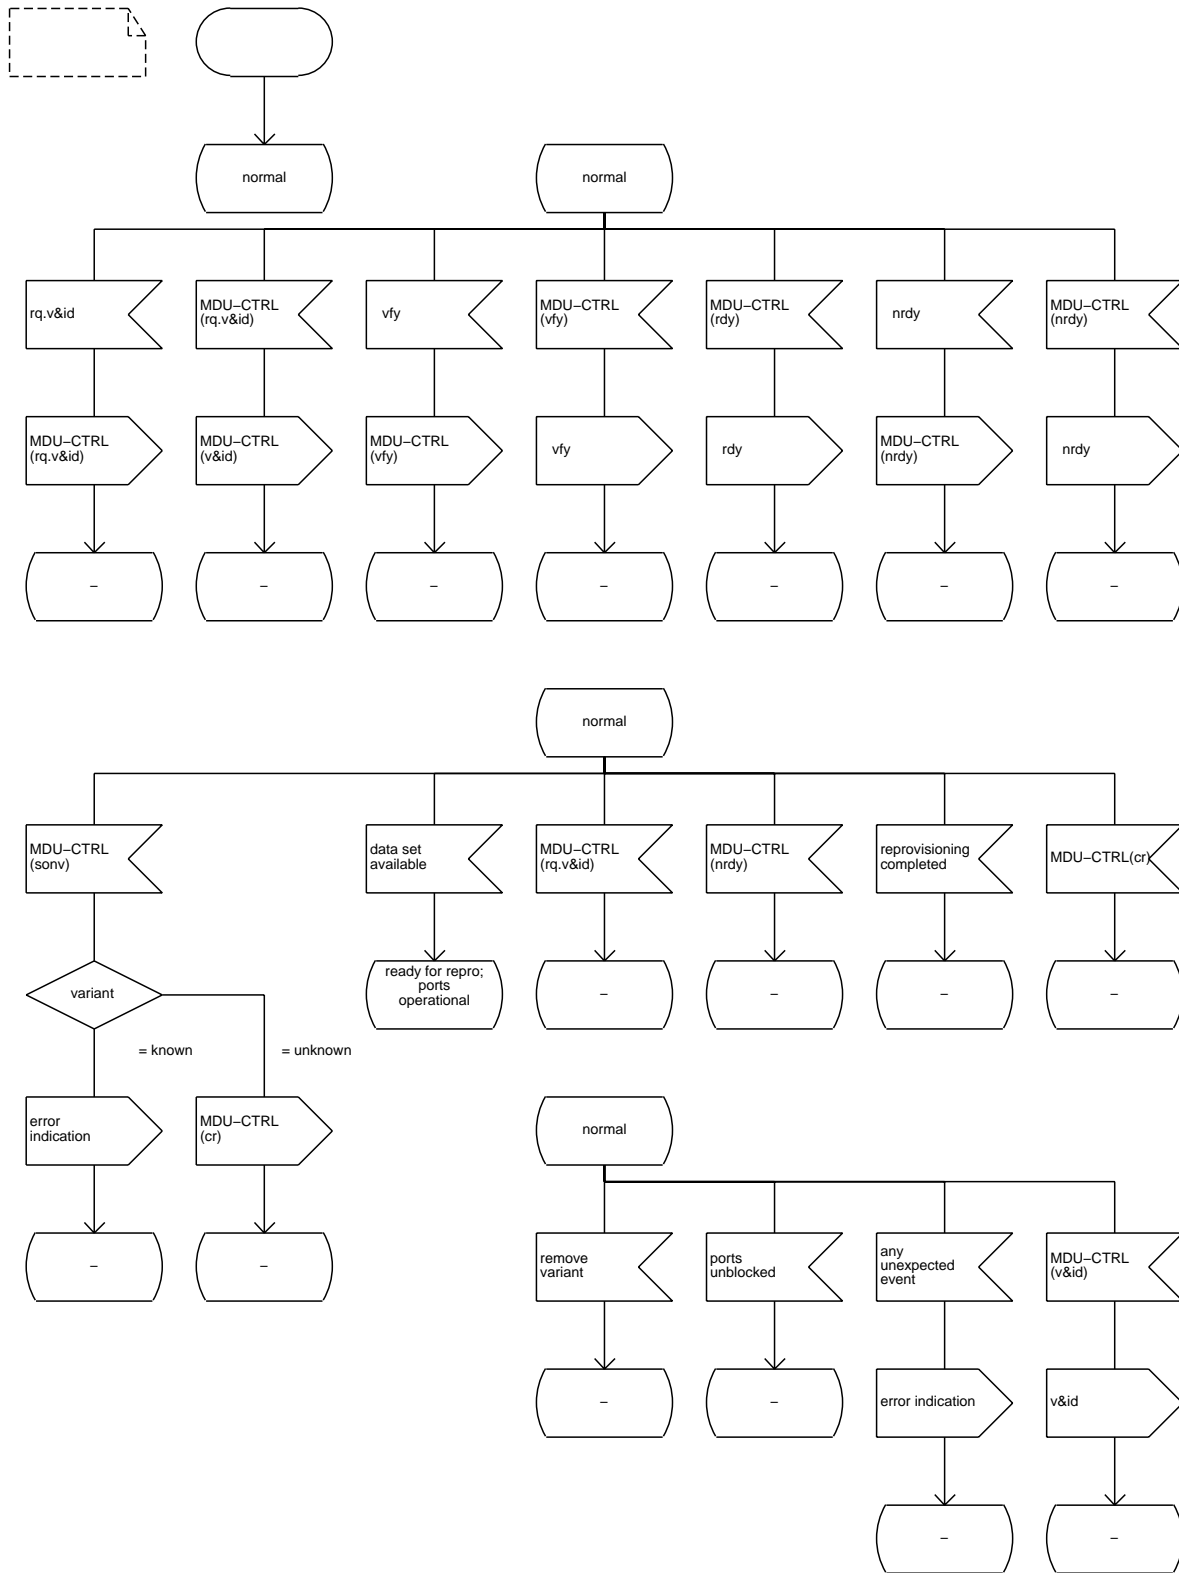 normal
normal
rq.v&id
MDU−CTRL
(rq.v&id)
vfy
MDU−CTRL
(vfy)
MDU−CTRL
(rdy)
nrdy
MDU−CTRL
(nrdy)
MDU−CTRL
(rq.v&id)
MDU−CTRL
(v&id)
MDU−CTRL
(vfy)
vfy
rdy
MDU−CTRL
(nrdy)
nrdy
–
–
–
–
–
–
–
normal
MDU−CTRL
(sonv)
data set
available
MDU−CTRL
(rq.v&id)
MDU−CTRL
(nrdy)
reprovisioning
completed
MDU−CTRL(cr)
variant
ready for repro;
ports
operational
–
–
–
–
= known
= unknown
error
indication
MDU−CTRL
(cr)
normal
–
–
remove
variant
ports
unblocked
any
unexpected
event
MDU−CTRL
(v&id)
–
–
error indication
v&id
–
–